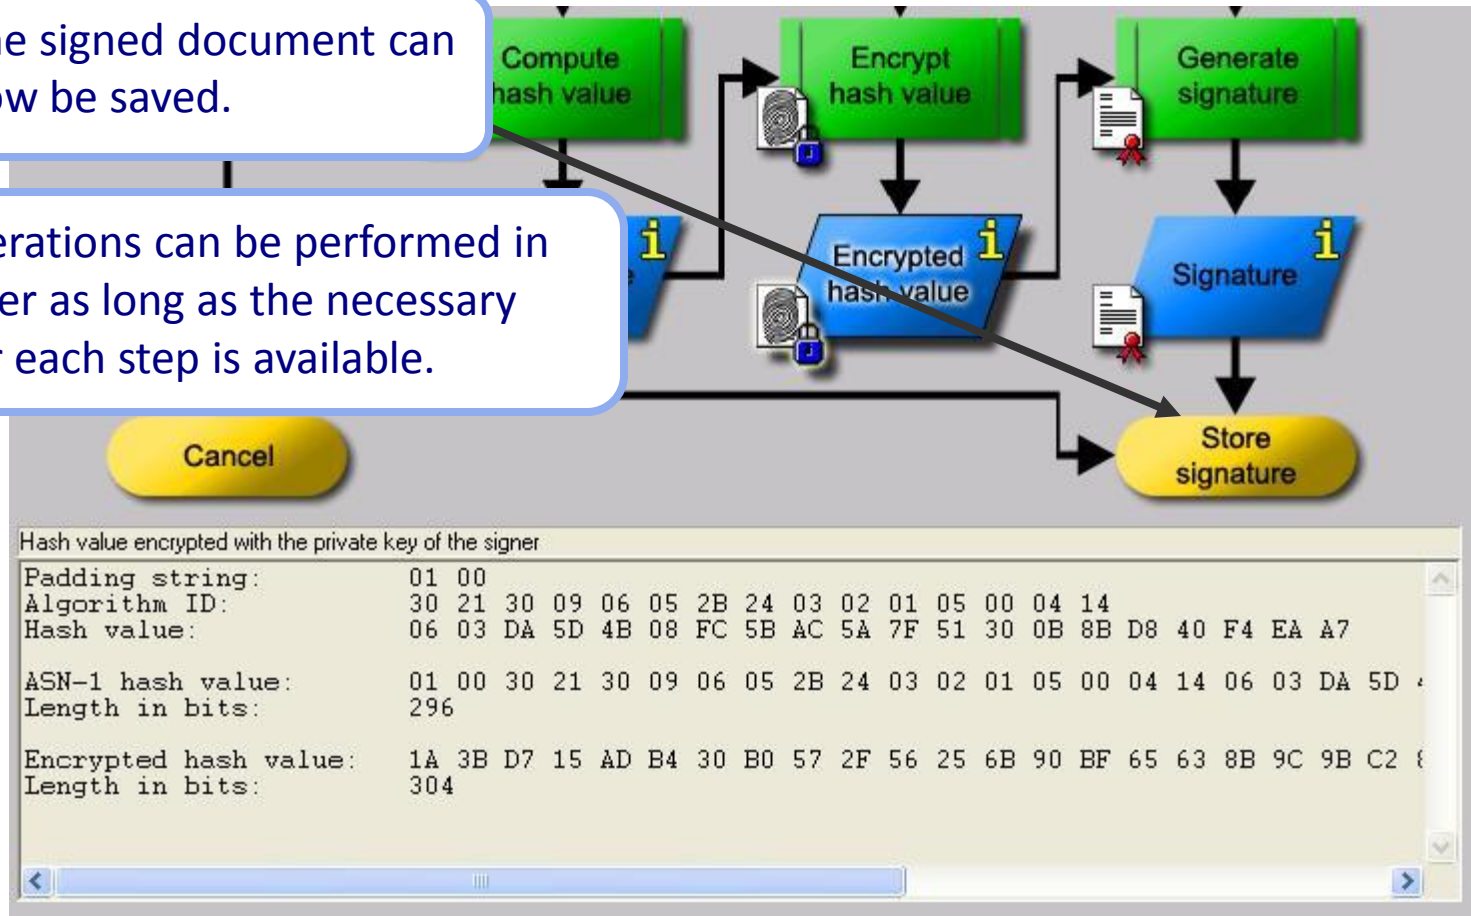 ne signed document can
ow be saved.
Compute
hash value
Encrypt
hash value
Generate
signature
erations can be performed in
er as long as the necessary
r each step is available.
i
Encrypted
hash value
i
Signature
i
Cancel
Store
signature
Hash value encrypted with the private key of the signer
Padding string: 01 00
Algorithm ID: 30 21 30 09 06 05 2B 24 03 02 01 05 00 04 14
Hash value: 06 03 DA 5D 4B 08 FC 5B AC 5A 7F 51 30 0B 8B D8 40 F4 EA A7
ASN-1 hash value: 01 00 30 21 30 09 06 05 2B 24 03 02 01 05 00 04 14 06 03 DA 5D
Length in bits: 296
Encrypted hash value: 1A 3B D7 15 AD B4 30 B0 57 2F 56 25 6B 90 BF 65 63 8B 9C 9B C2
Length in bits: 304